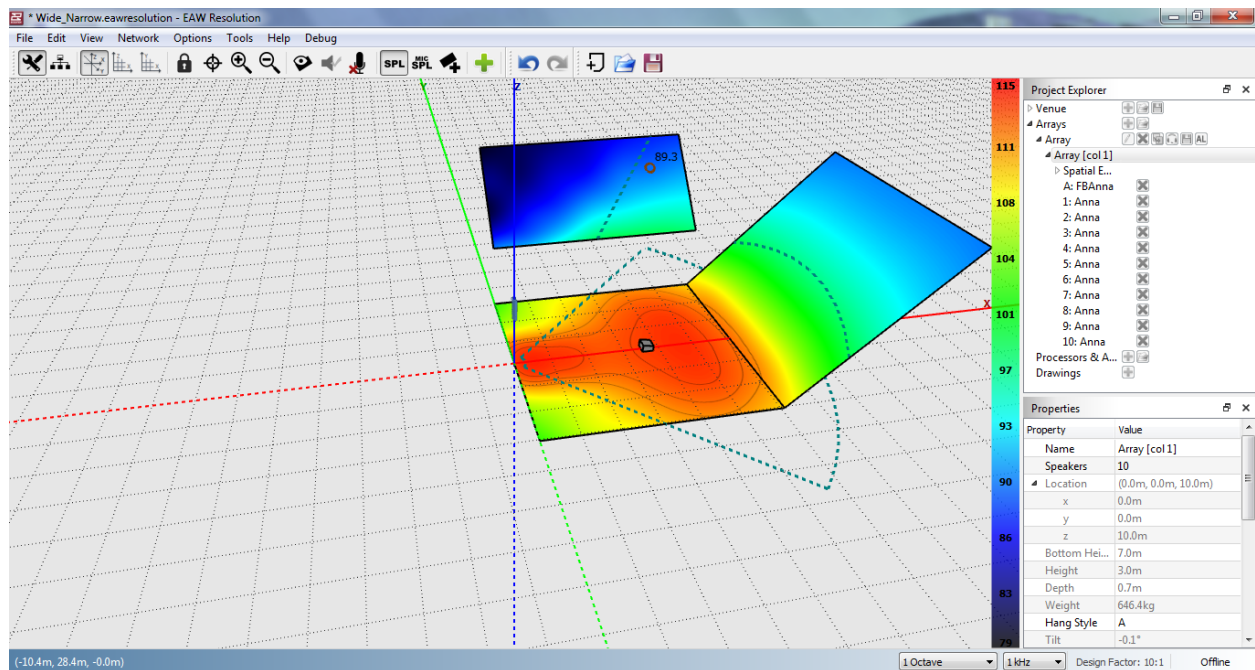 * Wide_Narrow.eawresolution - EAW Resolution
File Edit View Network Options Tools Help Debug
SPL MIC SPL
Y
Z
X
89.3
115
111
108
104
101
97
93
90
86
83
79
Project Explorer
Venue
Arrays
Array AL
Array [col 1]
Spatial E...
A: FBAnna
1: Anna
2: Anna
3: Anna
4: Anna
5: Anna
6: Anna
7: Anna
8: Anna
9: Anna
10: Anna
Processors & A...
Drawings
Properties
Property Value
Name Array [col 1]
Speakers 10
Location (0.0m, 0.0m, 10.0m)
x 0.0m
y 0.0m
z 10.0m
Bottom Hei... 7.0m
Height 3.0m
Depth 0.7m
Weight 646.4kg
Hang Style A
Tilt -0.1°
(-10.4m, 28.4m, -0.0m) 1 Octave 1 kHz Design Factor: 10:1 Offline